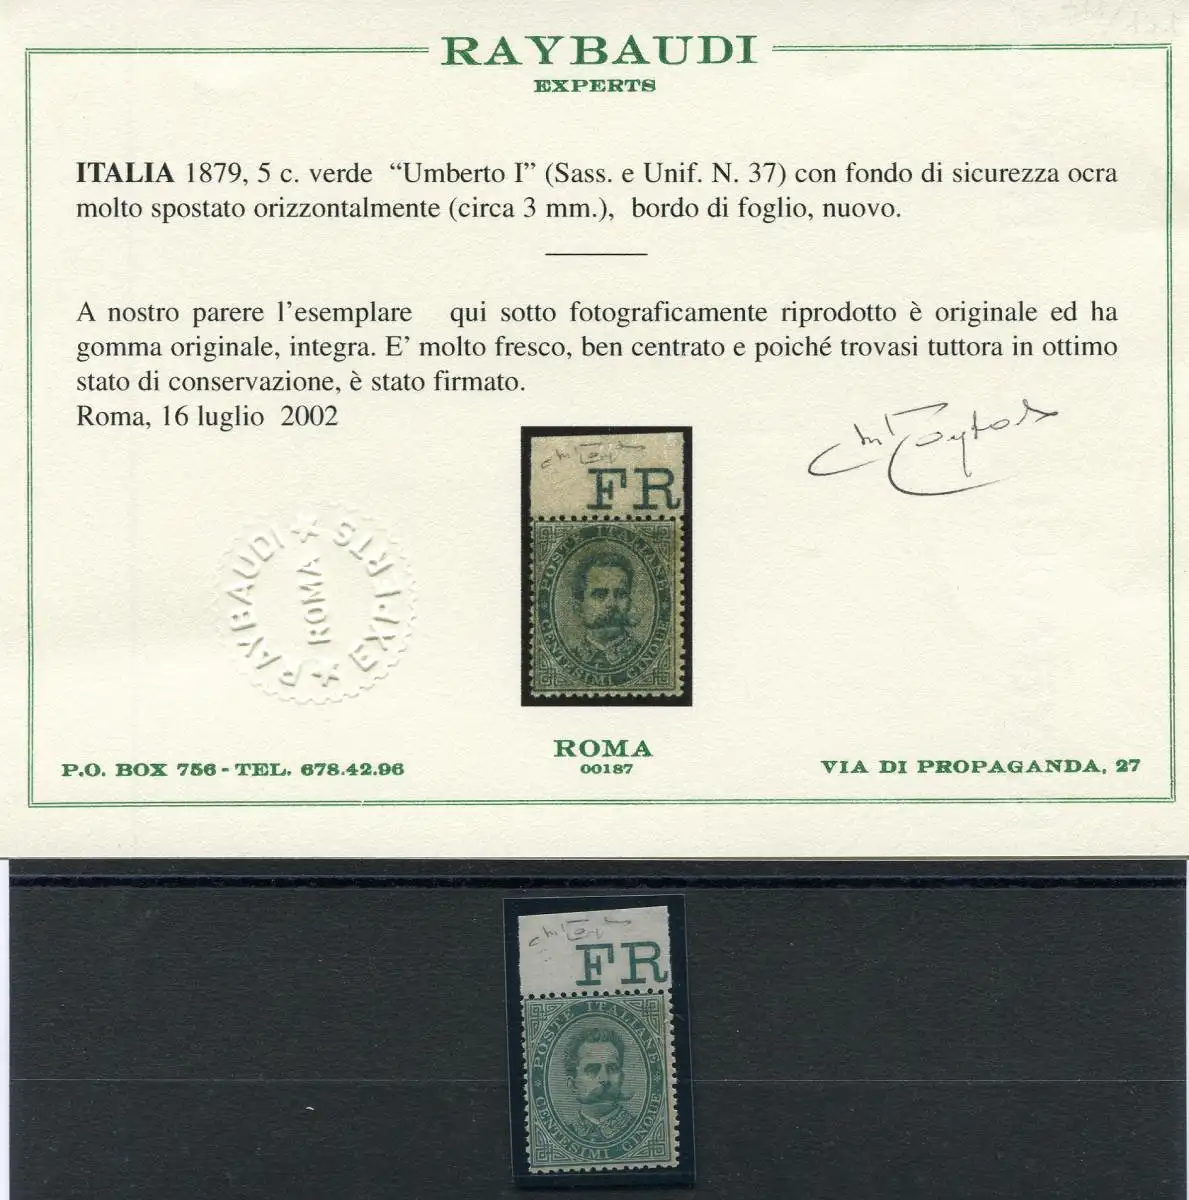 RAYBAUDI
EXPERTS
ITALIA 1879, 5 c. verde “Umberto I” (Sass. e Unif. N. 37) con fondo di sicurezza ocra
molto spostato orizzontalmente (circa 3 mm.), bordo di foglio, nuovo.
A nostro parere l’esemplare qui sotto fotograficamente riprodotto è originale ed ha
gomma originale, integra. E’ molto fresco, ben centrato e poiché trovasi tuttora in ottimo
stato di conservazione, è stato firmato.
Roma, 16 luglio 2002
FR
POSTE ITALIANE
CENTESIMI CINQUE
RAYBAUDI EXPERTS
ROMA
ROMA
00187
P.O. BOX 756 - TEL. 678.42.96
VIA DI PROPAGANDA, 27
FR
POSTE ITALIANE
CENTESIMI CINQUE